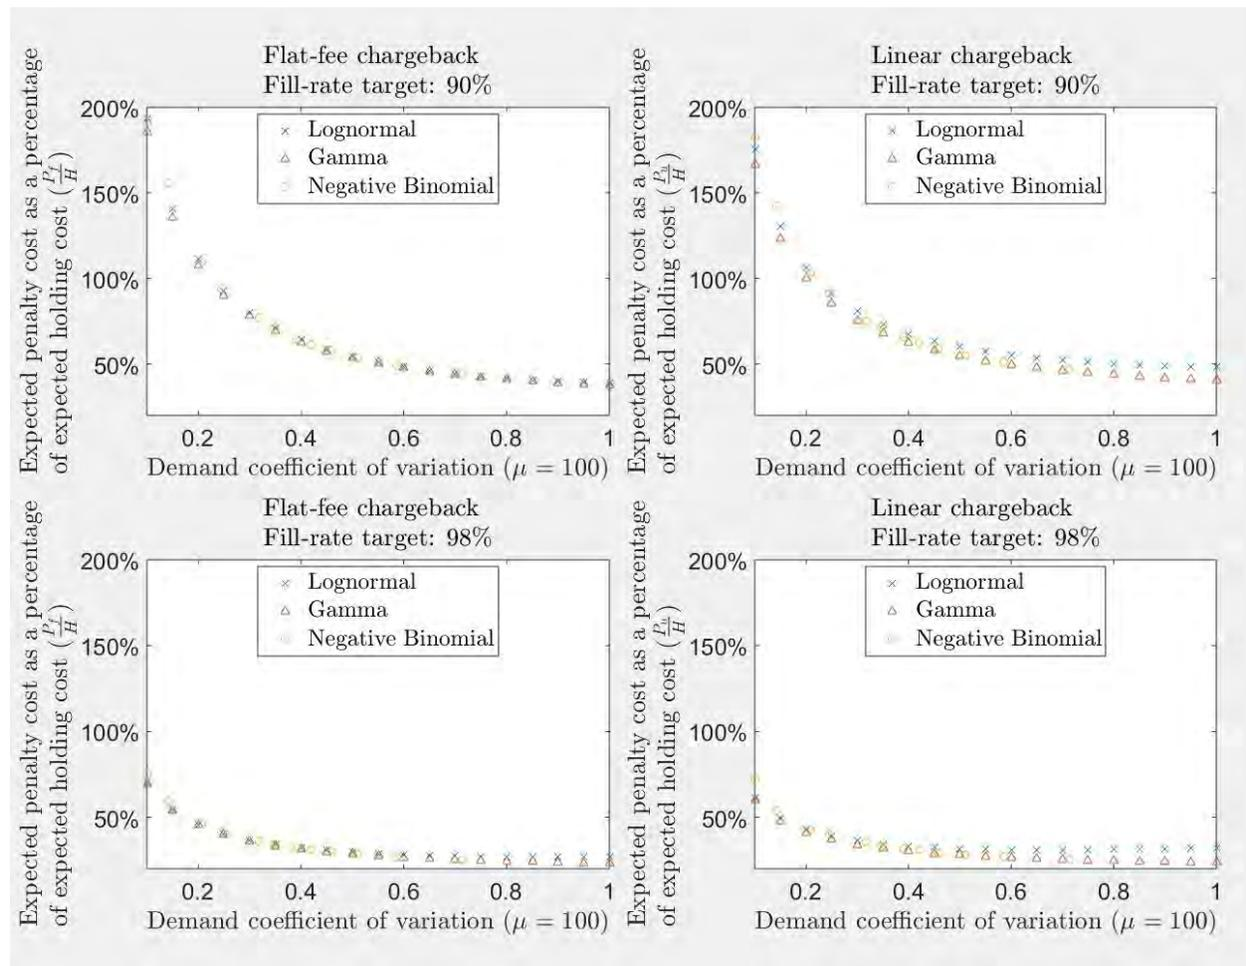 Flat-fee chargeback
Fill-rate target: 90%
Expected penalty cost as a percentage
of expected holding cost (P_f/H)
200%
150%
100%
50%
× Lognormal
△ Gamma
○ Negative Binomial
0.2 0.4 0.6 0.8 1
Demand coefficient of variation (μ = 100)
Linear chargeback
Fill-rate target: 90%
Expected penalty cost as a percentage
of expected holding cost (P_u/H)
200%
150%
100%
50%
× Lognormal
△ Gamma
○ Negative Binomial
0.2 0.4 0.6 0.8 1
Demand coefficient of variation (μ = 100)
Flat-fee chargeback
Fill-rate target: 98%
Expected penalty cost as a percentage
of expected holding cost (P_f/H)
200%
150%
100%
50%
× Lognormal
△ Gamma
○ Negative Binomial
0.2 0.4 0.6 0.8 1
Demand coefficient of variation (μ = 100)
Linear chargeback
Fill-rate target: 98%
Expected penalty cost as a percentage
of expected holding cost (P_u/H)
200%
150%
100%
50%
× Lognormal
△ Gamma
○ Negative Binomial
0.2 0.4 0.6 0.8 1
Demand coefficient of variation (μ = 100)